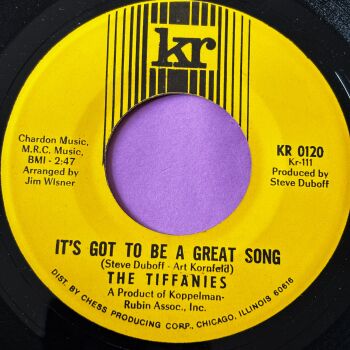 kr
Chardon Music,
M.R.C. Music,
BMI - 2:47
Arranged by
Jim Wisner
KR 0120
Kr-111
Produced by
Steve Duboff
IT'S GOT TO BE A GREAT SONG
(Steve Duboff - Art Kornfeld)
THE TIFFANIES
A Product of Koppelman-
Rubin Assoc., Inc.
DIST. BY CHESS PRODUCING CORP., CHICAGO, ILLINOIS 60616